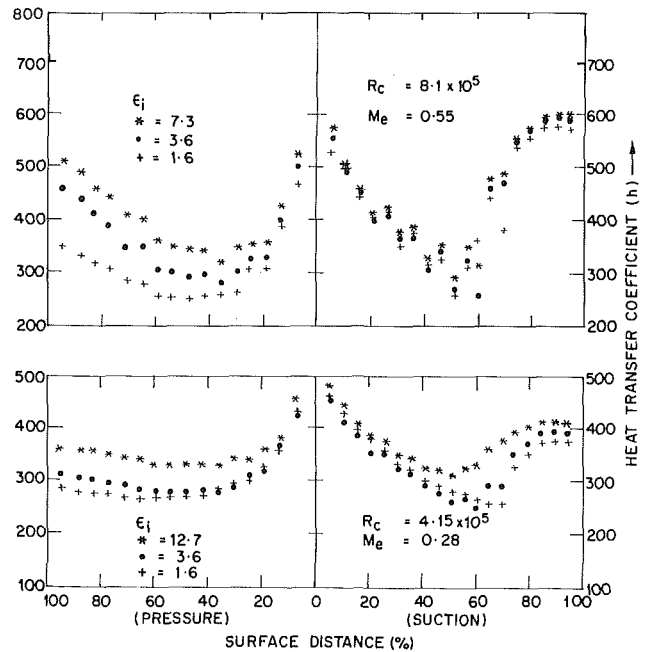 800
700
600
500
400
300
200
ϵi
* = 7·3
• = 3·6
+ = 1·6
Rc = 8·1 x 10⁵
Me = 0·55
700
600
500
400
300
200
500
400
300
200
100
ϵi
* = 12·7
• = 3·6
+ = 1·6
Rc = 4·15 x 10⁵
Me = 0·28
500
400
300
200
100
HEAT TRANSFER COEFFICIENT (h) →
100 80 60 40 20 0 20 40 60 80 100
(PRESSURE) (SUCTION)
SURFACE DISTANCE (%)